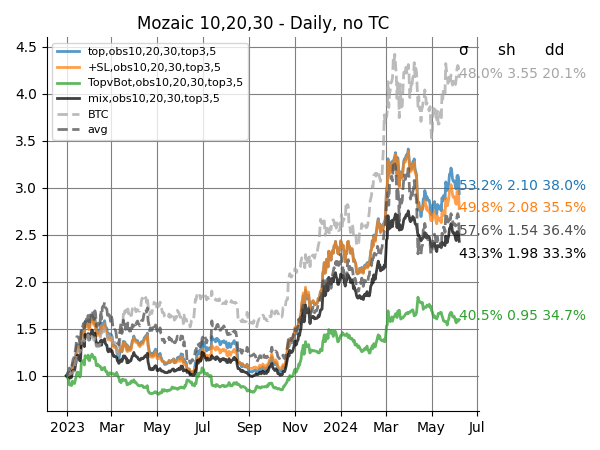 Mozaic 10,20,30 - Daily, no TC
σ sh dd
top,obs10,20,30,top3,5
+SL,obs10,20,30,top3,5
TopvBot,obs10,20,30,top3,5
mix,obs10,20,30,top3,5
BTC
avg
48.0% 3.55 20.1%
53.2% 2.10 38.0%
49.8% 2.08 35.5%
57.6% 1.54 36.4%
43.3% 1.98 33.3%
40.5% 0.95 34.7%
4.5
4.0
3.5
3.0
2.5
2.0
1.5
1.0
2023 Mar May Jul Sep Nov 2024 Mar May Jul